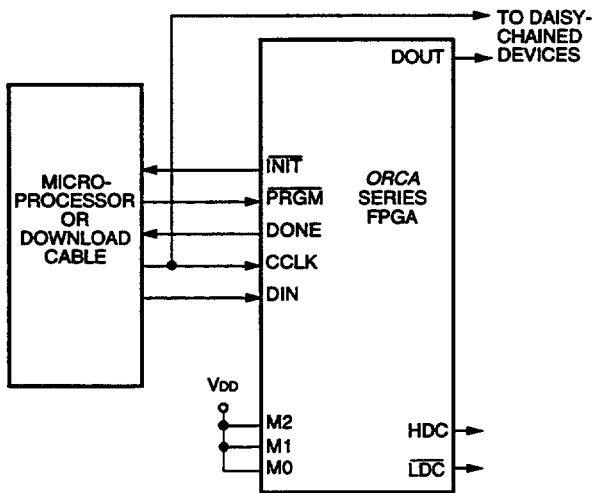 TO DAISY-
CHAINED
DEVICES
DOUT
MICRO-
PROCESSOR
OR
DOWNLOAD
CABLE
INIT
PRGM
DONE
CCLK
DIN
ORCA
SERIES
FPGA
VDD
M2
M1
M0
HDC
LDC